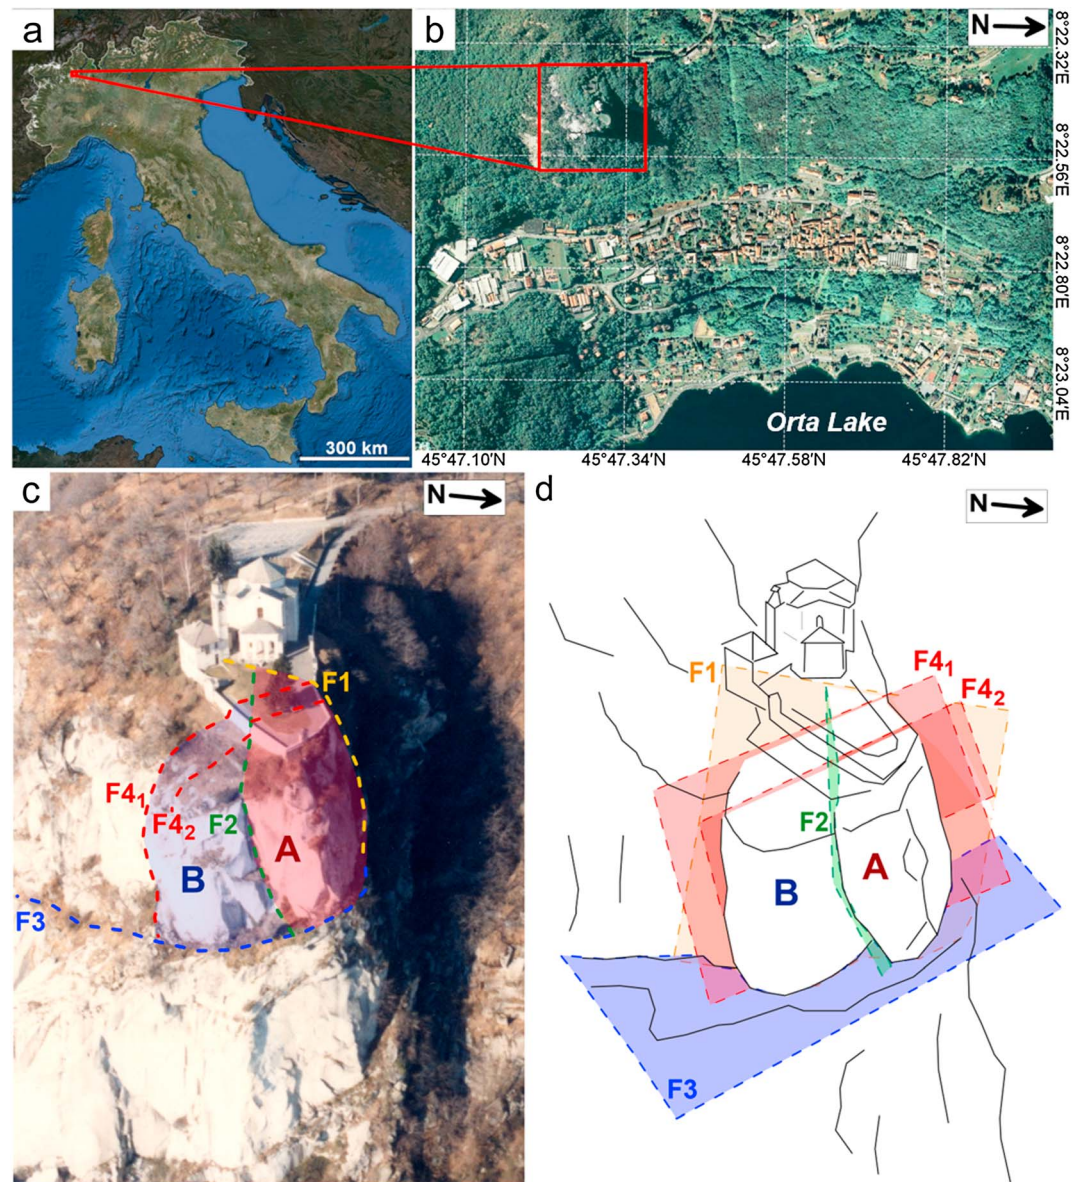 a
300 km
b
N
8°22.32'E
8°22.56'E
8°22.80'E
8°23.04'E
Orta Lake
45°47.10'N
45°47.34'N
45°47.58'N
45°47.82'N
c
N
F1
F4₁
F4₂
F2
A
B
F3
d
N
F1
F4₁
F4₂
F2
A
B
F3